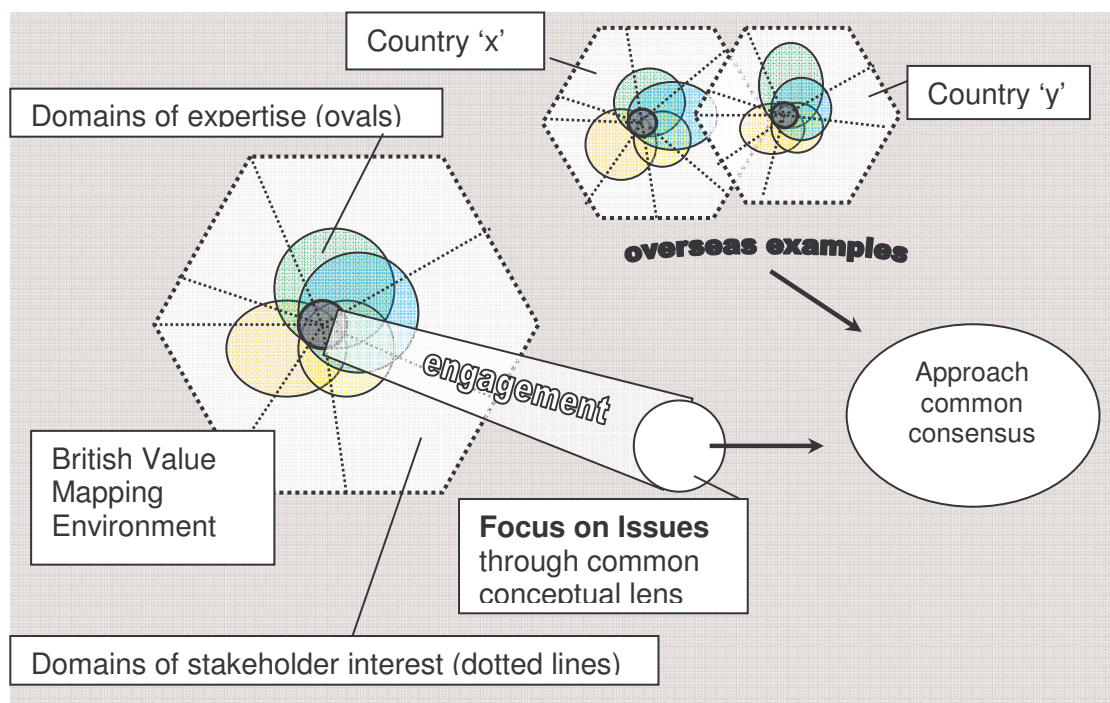 Country ‘x’
Country ‘y’
Domains of expertise (ovals)
overseas examples
engagement
Approach
common
consensus
British Value
Mapping
Environment
Focus on Issues
through common
conceptual lens
Domains of stakeholder interest (dotted lines)